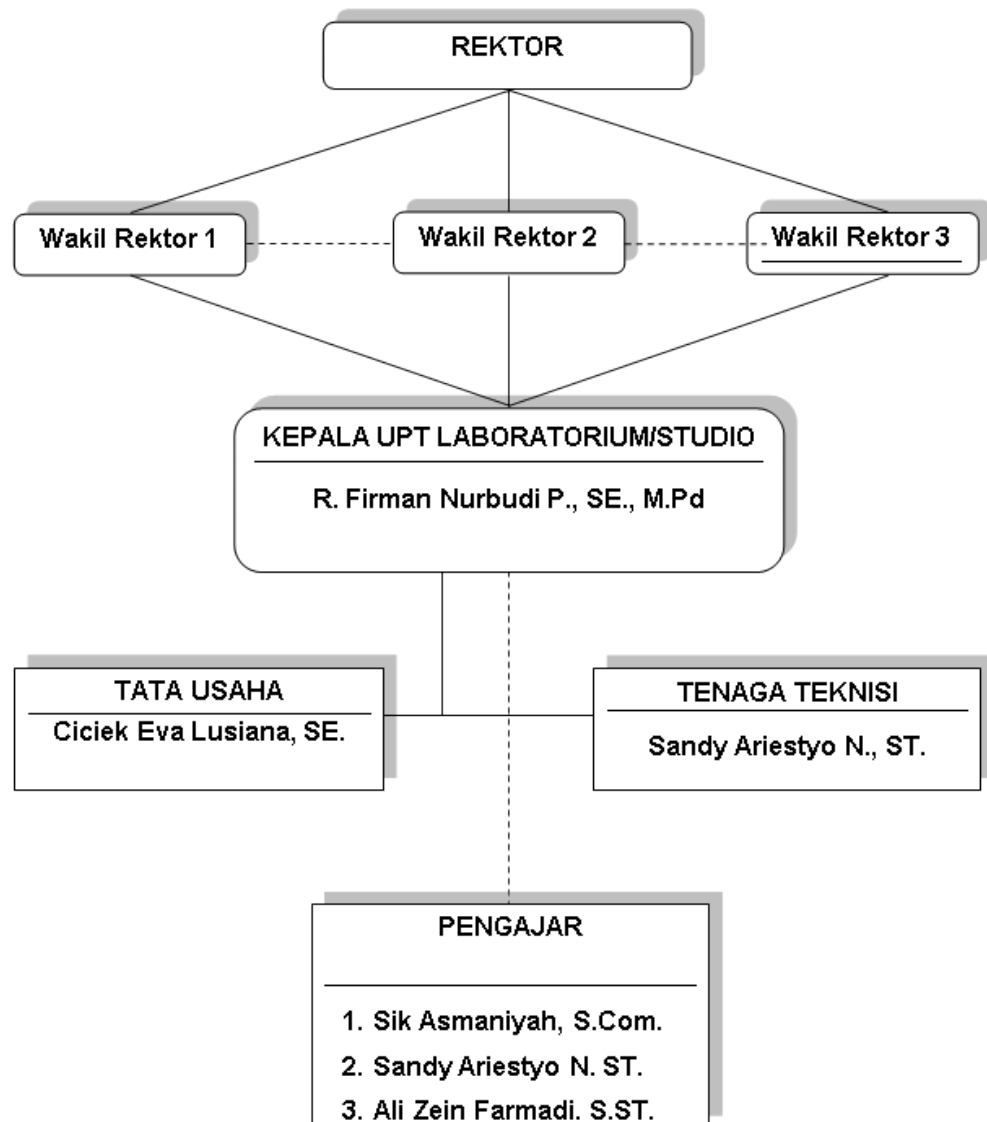 REKTOR
Wakil Rektor 1
Wakil Rektor 2
Wakil Rektor 3
KEPALA UPT LABORATORIUM/STUDIO
R. Firman Nurbudi P., SE., M.Pd
TATA USAHA
Ciciek Eva Lusiana, SE.
TENAGA TEKNISI
Sandy Ariestyo N., ST.
PENGAJAR
1. Sik Asmaniyah, S.Com.
2. Sandy Ariestyo N. ST.
3. Ali Zein Farmadi. S.ST.